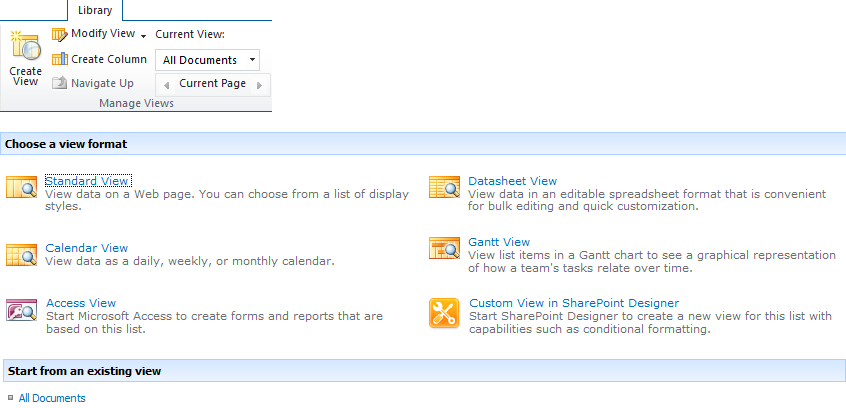 Library
Modify View
Current View:
Create Column
All Documents
Create
View
Navigate Up
Current Page
Manage Views
Choose a view format
Standard View
View data on a Web page. You can choose from a list of display
styles.
Datasheet View
View data in an editable spreadsheet format that is convenient
for bulk editing and quick customization.
Calendar View
View data as a daily, weekly, or monthly calendar.
Gantt View
View list items in a Gantt chart to see a graphical representation
of how a team's tasks relate over time.
Access View
Start Microsoft Access to create forms and reports that are
based on this list.
Custom View in SharePoint Designer
Start SharePoint Designer to create a new view for this list with
capabilities such as conditional formatting.
Start from an existing view
All Documents